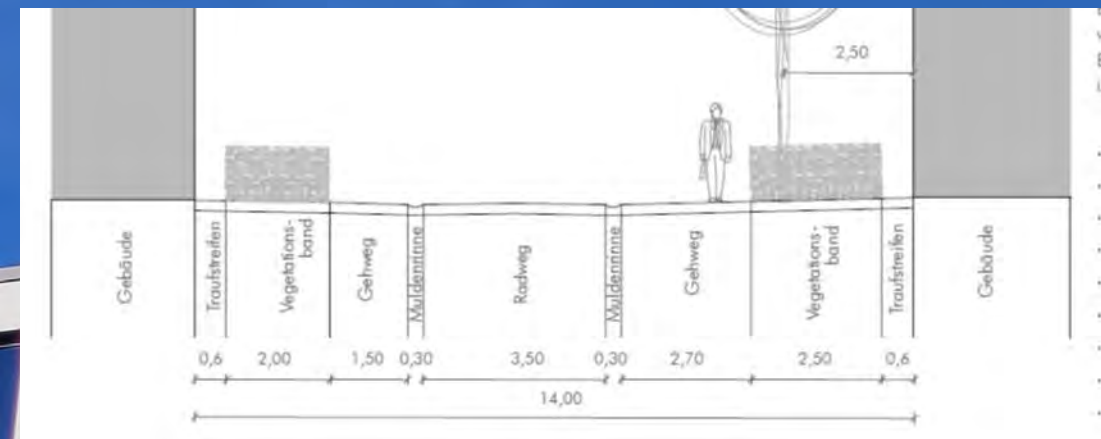 2,50
Gebäude
Traufstreifen
Vegetations-
band
Gehweg
Muldenrinne
Radweg
Muldenrinne
Gehweg
Vegetations-
band
Traufstreifen
Gebäude
0,6 2,00 1,50 0,30 3,50 0,30 2,70 2,50 0,6
14,00